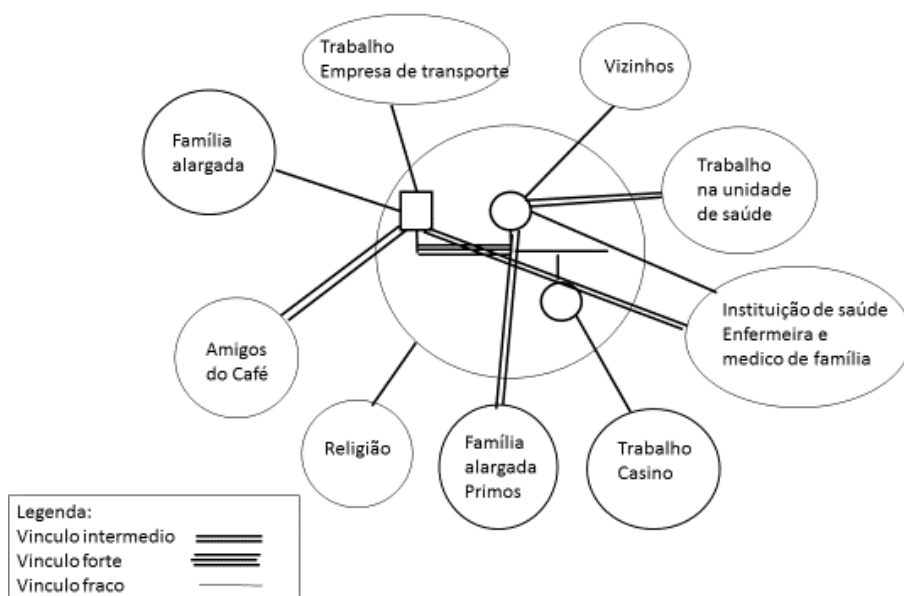 Trabalho
Empresa de transporte
Vizinhos
Família
alargada
Trabalho
na unidade
de saúde
Instituição de saúde
Enfermeira e
medico de família
Amigos
do Café
Religião
Família
alargada
Primos
Trabalho
Casino
Legenda:
Vinculo intermedio
Vinculo forte
Vinculo fraco